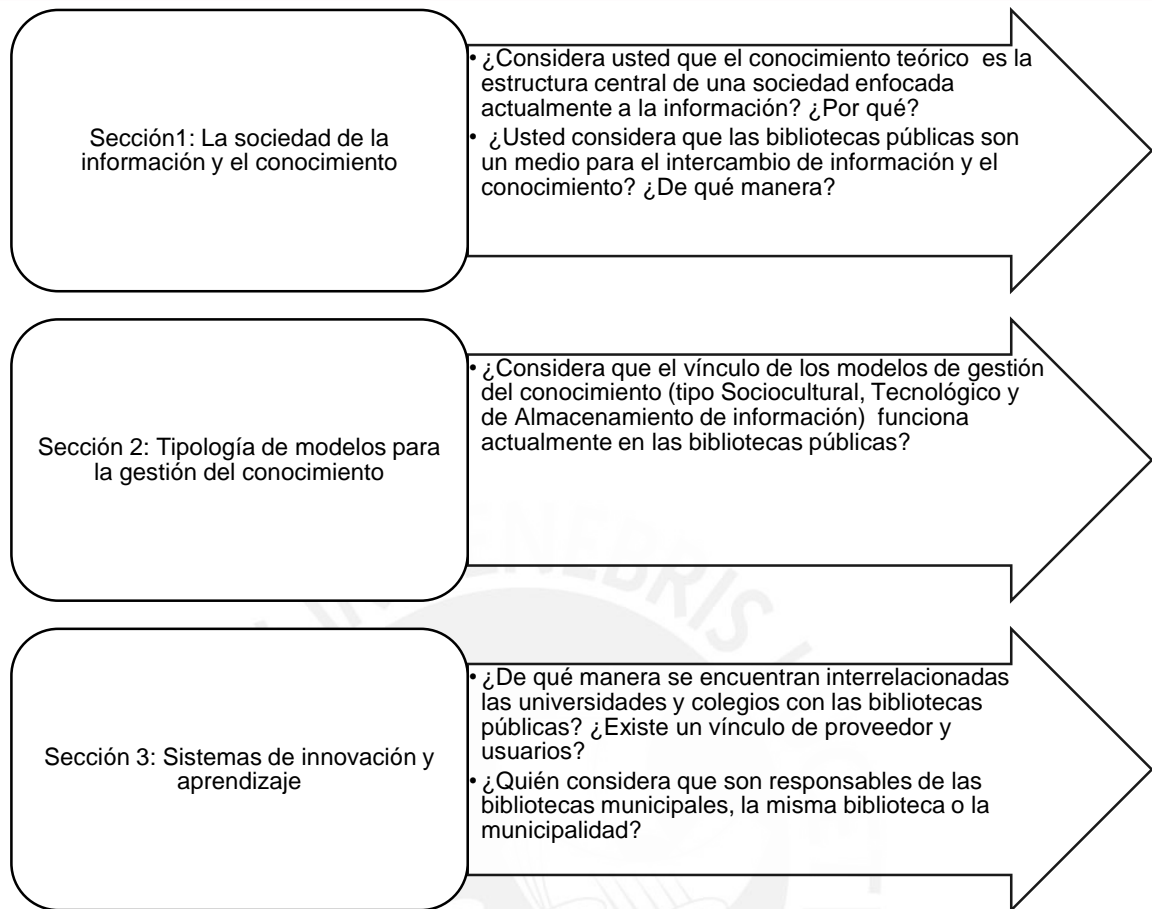 Sección1: La sociedad de la
información y el conocimiento
• ¿Considera usted que el conocimiento teórico es la
estructura central de una sociedad enfocada
actualmente a la información? ¿Por qué?
• ¿Usted considera que las bibliotecas públicas son
un medio para el intercambio de información y el
conocimiento? ¿De qué manera?
Sección 2: Tipología de modelos para
la gestión del conocimiento
• ¿Considera que el vínculo de los modelos de gestión
del conocimiento (tipo Sociocultural, Tecnológico y
de Almacenamiento de información) funciona
actualmente en las bibliotecas públicas?
Sección 3: Sistemas de innovación y
aprendizaje
• ¿De qué manera se encuentran interrelacionadas
las universidades y colegios con las bibliotecas
públicas? ¿Existe un vínculo de proveedor y
usuarios?
• ¿Quién considera que son responsables de las
bibliotecas municipales, la misma biblioteca o la
municipalidad?